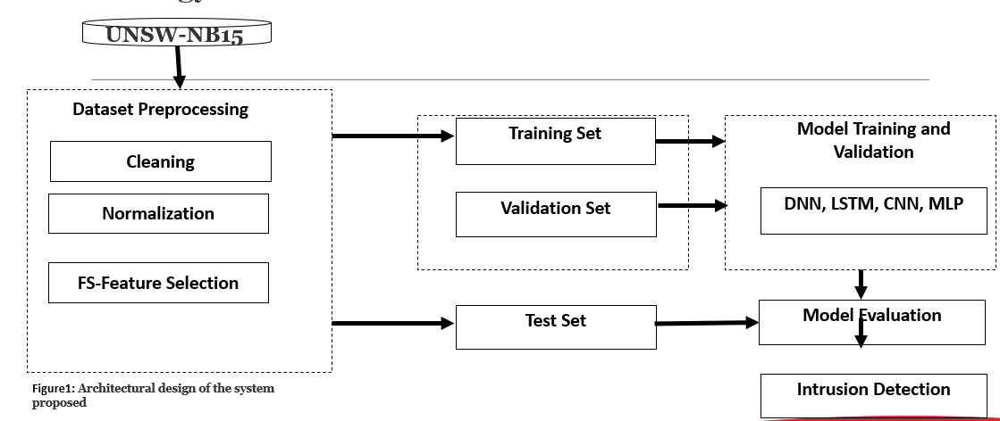 UNSW-NB15
Dataset Preprocessing
Cleaning
Normalization
FS-Feature Selection
Training Set
Validation Set
Test Set
Model Training and
Validation
DNN, LSTM, CNN, MLP
Model Evaluation
Intrusion Detection
Figure1: Architectural design of the system
proposed